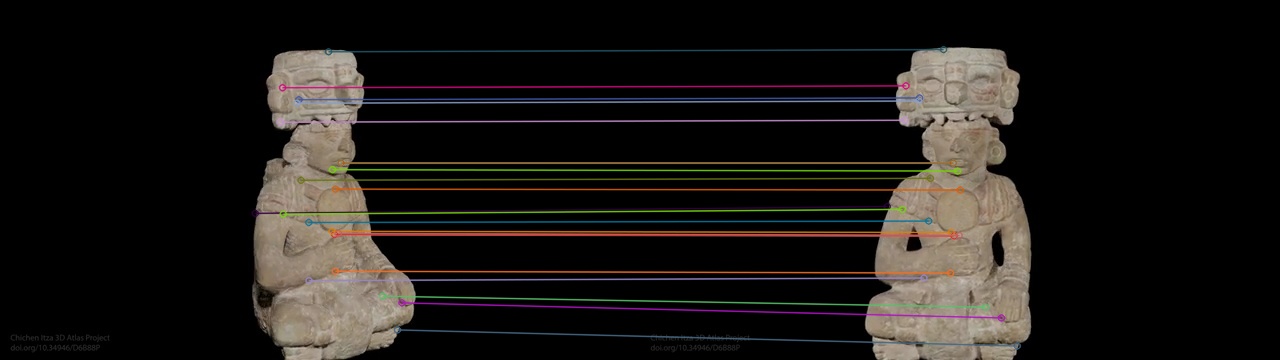 Chichen Itza 3D Atlas Project
doi.org/10.34946/D6B88P
Chichen Itza 3D Atlas Project
doi.org/10.34946/D6B88P